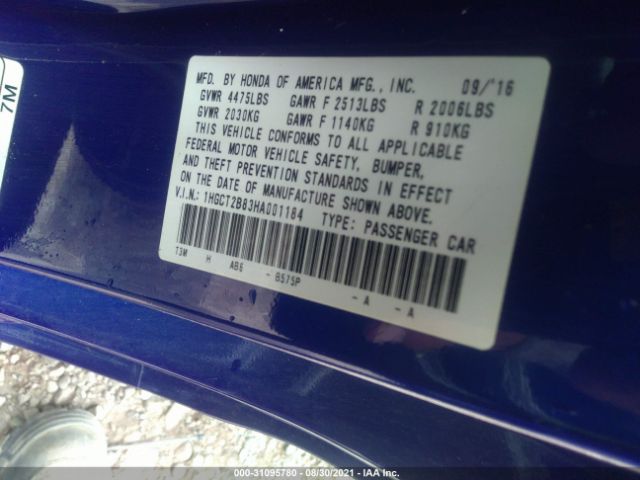 MFD. BY HONDA OF AMERICA MFG., INC. 09/'16
GVWR 4475LBS GAWR F 2513LBS R 2006LBS
GVWR 2030KG GAWR F 1140KG R 910KG
THIS VEHICLE CONFORMS TO ALL APPLICABLE
FEDERAL MOTOR VEHICLE SAFETY, BUMPER,
AND THEFT PREVENTION STANDARDS IN EFFECT
ON THE DATE OF MANUFACTURE SHOWN ABOVE.
V.I.N.: 1HGCT2B83HA001184 TYPE: PASSENGER CAR
T3M H AB6 - B575P - A - A
7M
000-31095780 - 08/30/2021 - IAA Inc.